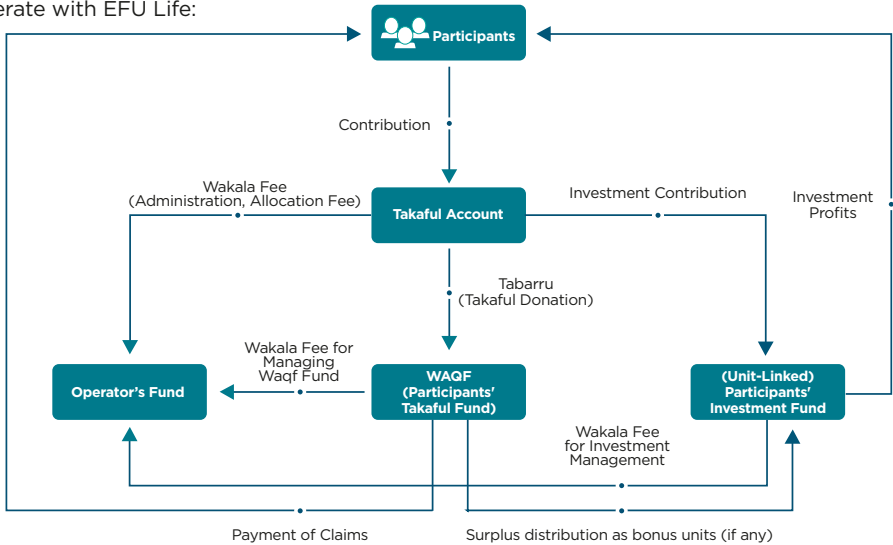 erate with EFU Life:
Participants
Contribution
Wakala Fee
(Administration, Allocation Fee)
Investment Contribution
Investment
Profits
Takaful Account
Tabarru
(Takaful Donation)
Wakala Fee for
Managing
Waqf Fund
Operator's Fund
WAQF
(Participants'
Takaful Fund)
(Unit-Linked)
Participants'
Investment Fund
Wakala Fee
for Investment
Management
Payment of Claims
Surplus distribution as bonus units (if any)